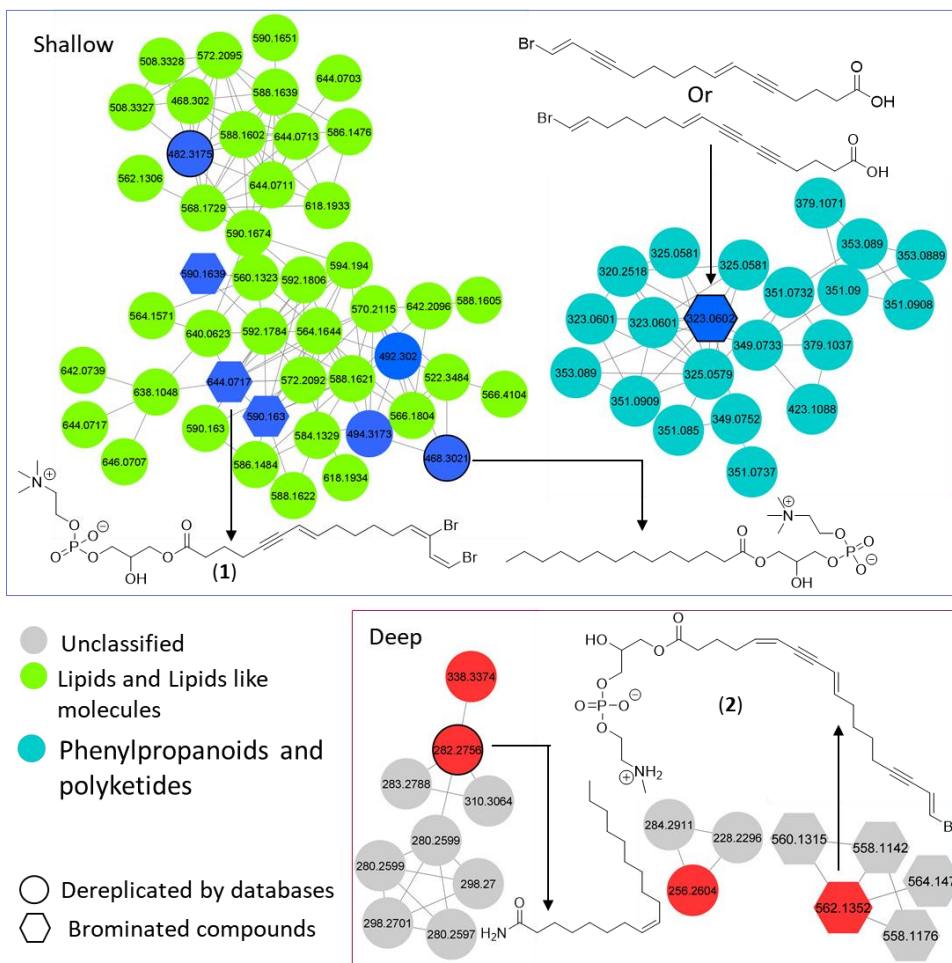 Shallow
590.1651
508.3328
572.2095
644.0703
508.3327
468.302
588.1639
588.1602
644.0713
586.1476
482.3175
562.1306
644.0711
568.1729
618.1933
590.1674
590.1639
560.1323
592.1806
594.194
564.1571
570.2115
642.2096
588.1605
640.0623
592.1784
564.1644
492.302
642.0739
638.1048
644.0717
572.2092
588.1621
522.3484
566.4104
590.163
566.1804
644.0717
590.163
584.1329
494.3173
468.3021
646.0707
586.1484
618.1934
588.1622
Br
O
OH
Or
Br
O
OH
379.1071
325.0581
353.089
353.0889
320.2518
325.0581
351.0732
351.09
351.0908
323.0601
323.0601
323.0602
349.0733
379.1037
353.089
325.0579
351.0909
423.1088
351.085
349.0752
351.0737
N
+
O
O
−
P
O
O
O
OH
O
Br
Br
(1)
O
O
OH
N
+
O
O
P
O
−
O
Unclassified
Lipids and Lipids like
molecules
Phenylpropanoids and
polyketides
Dereplicated by databases
Brominated compounds
Deep
338.3374
282.2756
283.2788
310.3064
280.2599
280.2599
298.27
298.2701
280.2597
O
H2N
HO
O
O
O
O=P-O
−
O
+
NH2
(2)
Br
284.2911
228.2296
256.2604
560.1315
558.1142
564.147
562.1352
558.1176